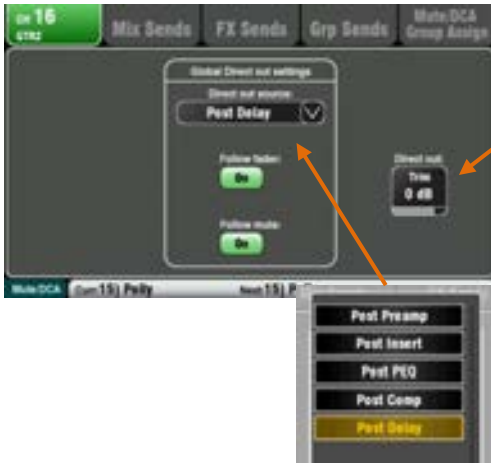 CH 16
GTR2
Mix Sends
FX Sends
Grp Sends
Mute/DCA
Group Assign
Global Direct out settings
Direct out source:
Post Delay
Follow fader:
On
Follow mute:
On
Direct out:
Trim
0 dB
Mute/DCA
Curr 15) Polly
Next 15) P
Post Preamp
Post Insert
Post PEQ
Post Comp
Post Delay